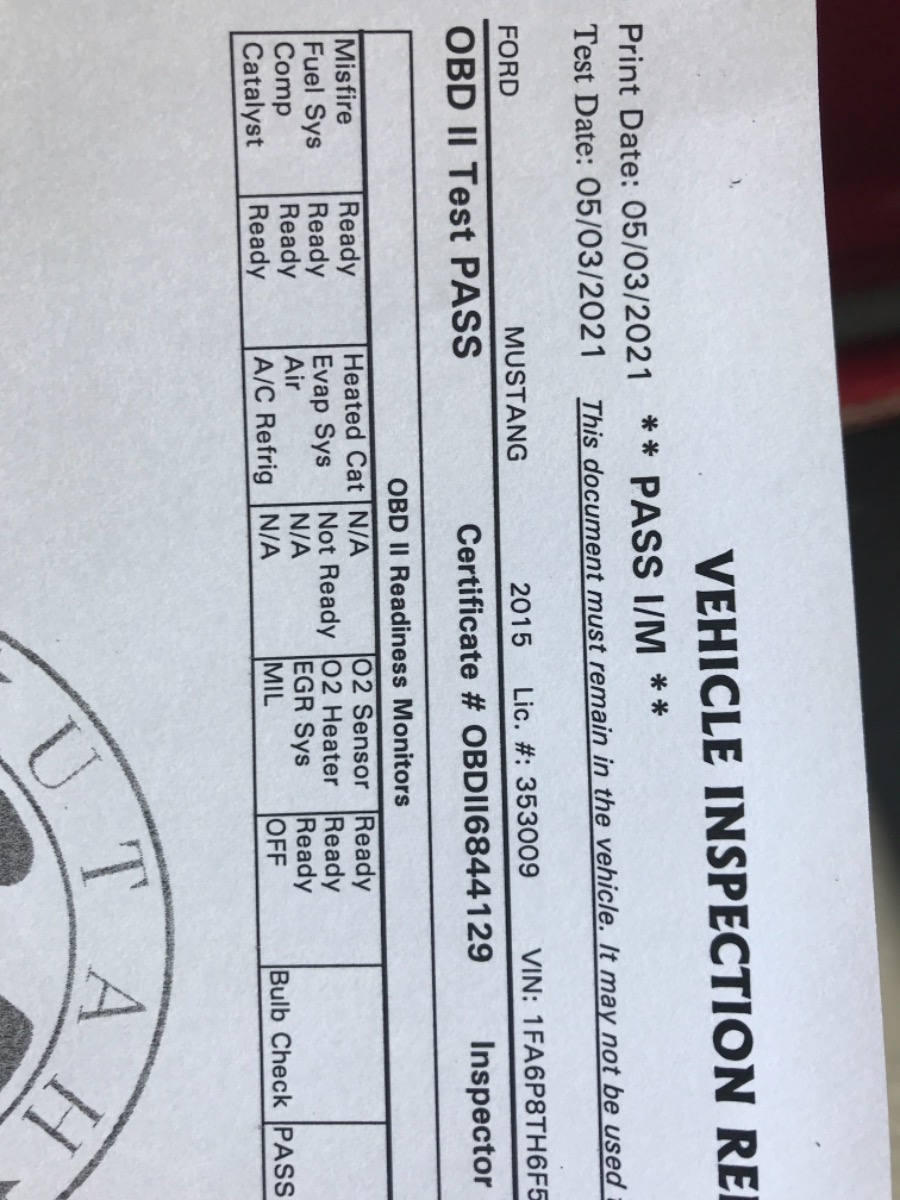 VEHICLE INSPECTION
Print Date: 05/03/2021 ** PASS I/M **
Test Date: 05/03/2021 This document must remain in the vehicle. It may not be used
FORD MUSTANG 2015 Lic. #: 353009 VIN: 1FA6P8TH6F5
OBD II Test PASS Certificate # OBDII6844129 Inspector
OBD II Readiness Monitors
Misfire Ready Heated Cat N/A O2 Sensor Ready
Fuel Sys Ready Evap Sys Not Ready O2 Heater Ready
Comp Ready Air N/A EGR Sys Ready
Catalyst Ready A/C Refrig N/A MIL OFF Bulb Check PASS
UTAH